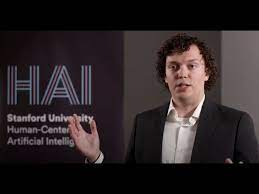 HAI
Stanford University
Human-Center
Artificial Intellig